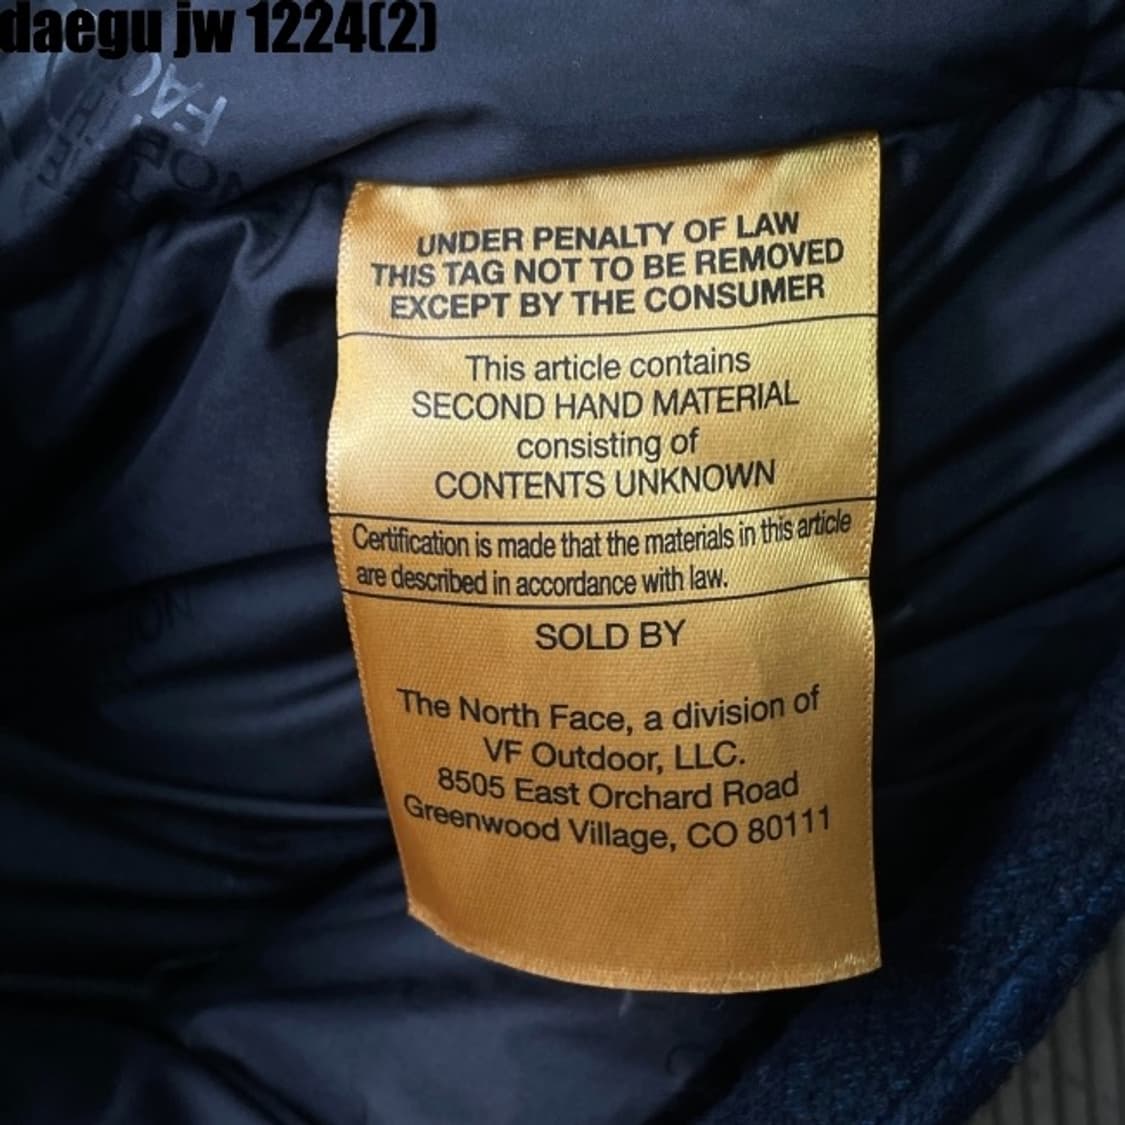 daegu jw 1224(2)
UNDER PENALTY OF LAW
THIS TAG NOT TO BE REMOVED
EXCEPT BY THE CONSUMER
This article contains
SECOND HAND MATERIAL
consisting of
CONTENTS UNKNOWN
Certification is made that the materials in this article
are described in accordance with law.
SOLD BY
The North Face, a division of
VF Outdoor, LLC.
8505 East Orchard Road
Greenwood Village, CO 80111